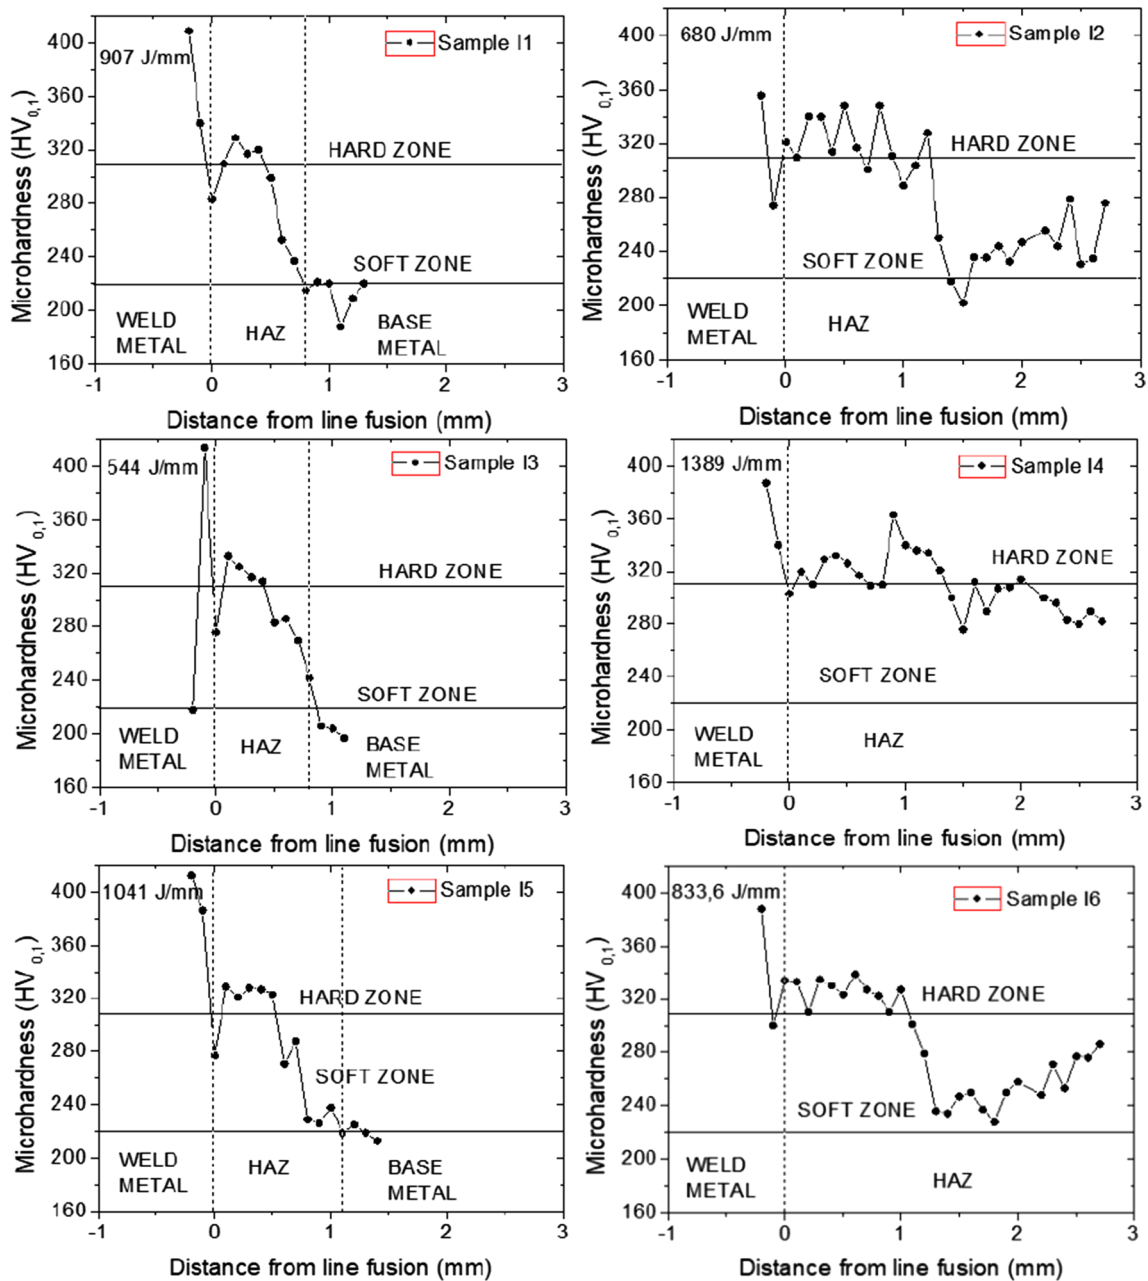 Microhardness (HV0,1)
400
360
320
280
240
200
160
907 J/mm
Sample I1
HARD ZONE
SOFT ZONE
WELD
METAL
HAZ
BASE
METAL
-1 0 1 2 3
Distance from line fusion (mm)
Microhardness (HV0,1)
400
360
320
280
240
200
160
680 J/mm
Sample I2
HARD ZONE
SOFT ZONE
WELD
METAL
HAZ
-1 0 1 2 3
Distance from line fusion (mm)
Microhardness (HV0,1)
400
360
320
280
240
200
160
544 J/mm
Sample I3
HARD ZONE
SOFT ZONE
WELD
METAL
HAZ
BASE
METAL
-1 0 1 2 3
Distance from line fusion (mm)
Microhardness (HV0,1)
400
360
320
280
240
200
160
1389 J/mm
Sample I4
HARD ZONE
SOFT ZONE
WELD
METAL
HAZ
-1 0 1 2 3
Distance from line fusion (mm)
Microhardness (HV0,1)
400
360
320
280
240
200
160
1041 J/mm
Sample I5
HARD ZONE
SOFT ZONE
WELD
METAL
HAZ
BASE
METAL
-1 0 1 2 3
Distance from line fusion (mm)
Microhardness (HV0,1)
400
360
320
280
240
200
160
833,6 J/mm
Sample I6
HARD ZONE
SOFT ZONE
WELD
METAL
HAZ
-1 0 1 2 3
Distance from line fusion (mm)